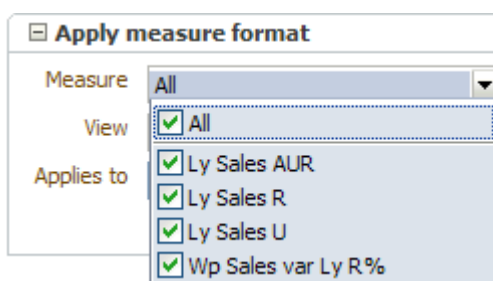 Apply measure format
Measure All
View All
Applies to Ly Sales AUR
Ly Sales R
Ly Sales U
Wp Sales var Ly R%